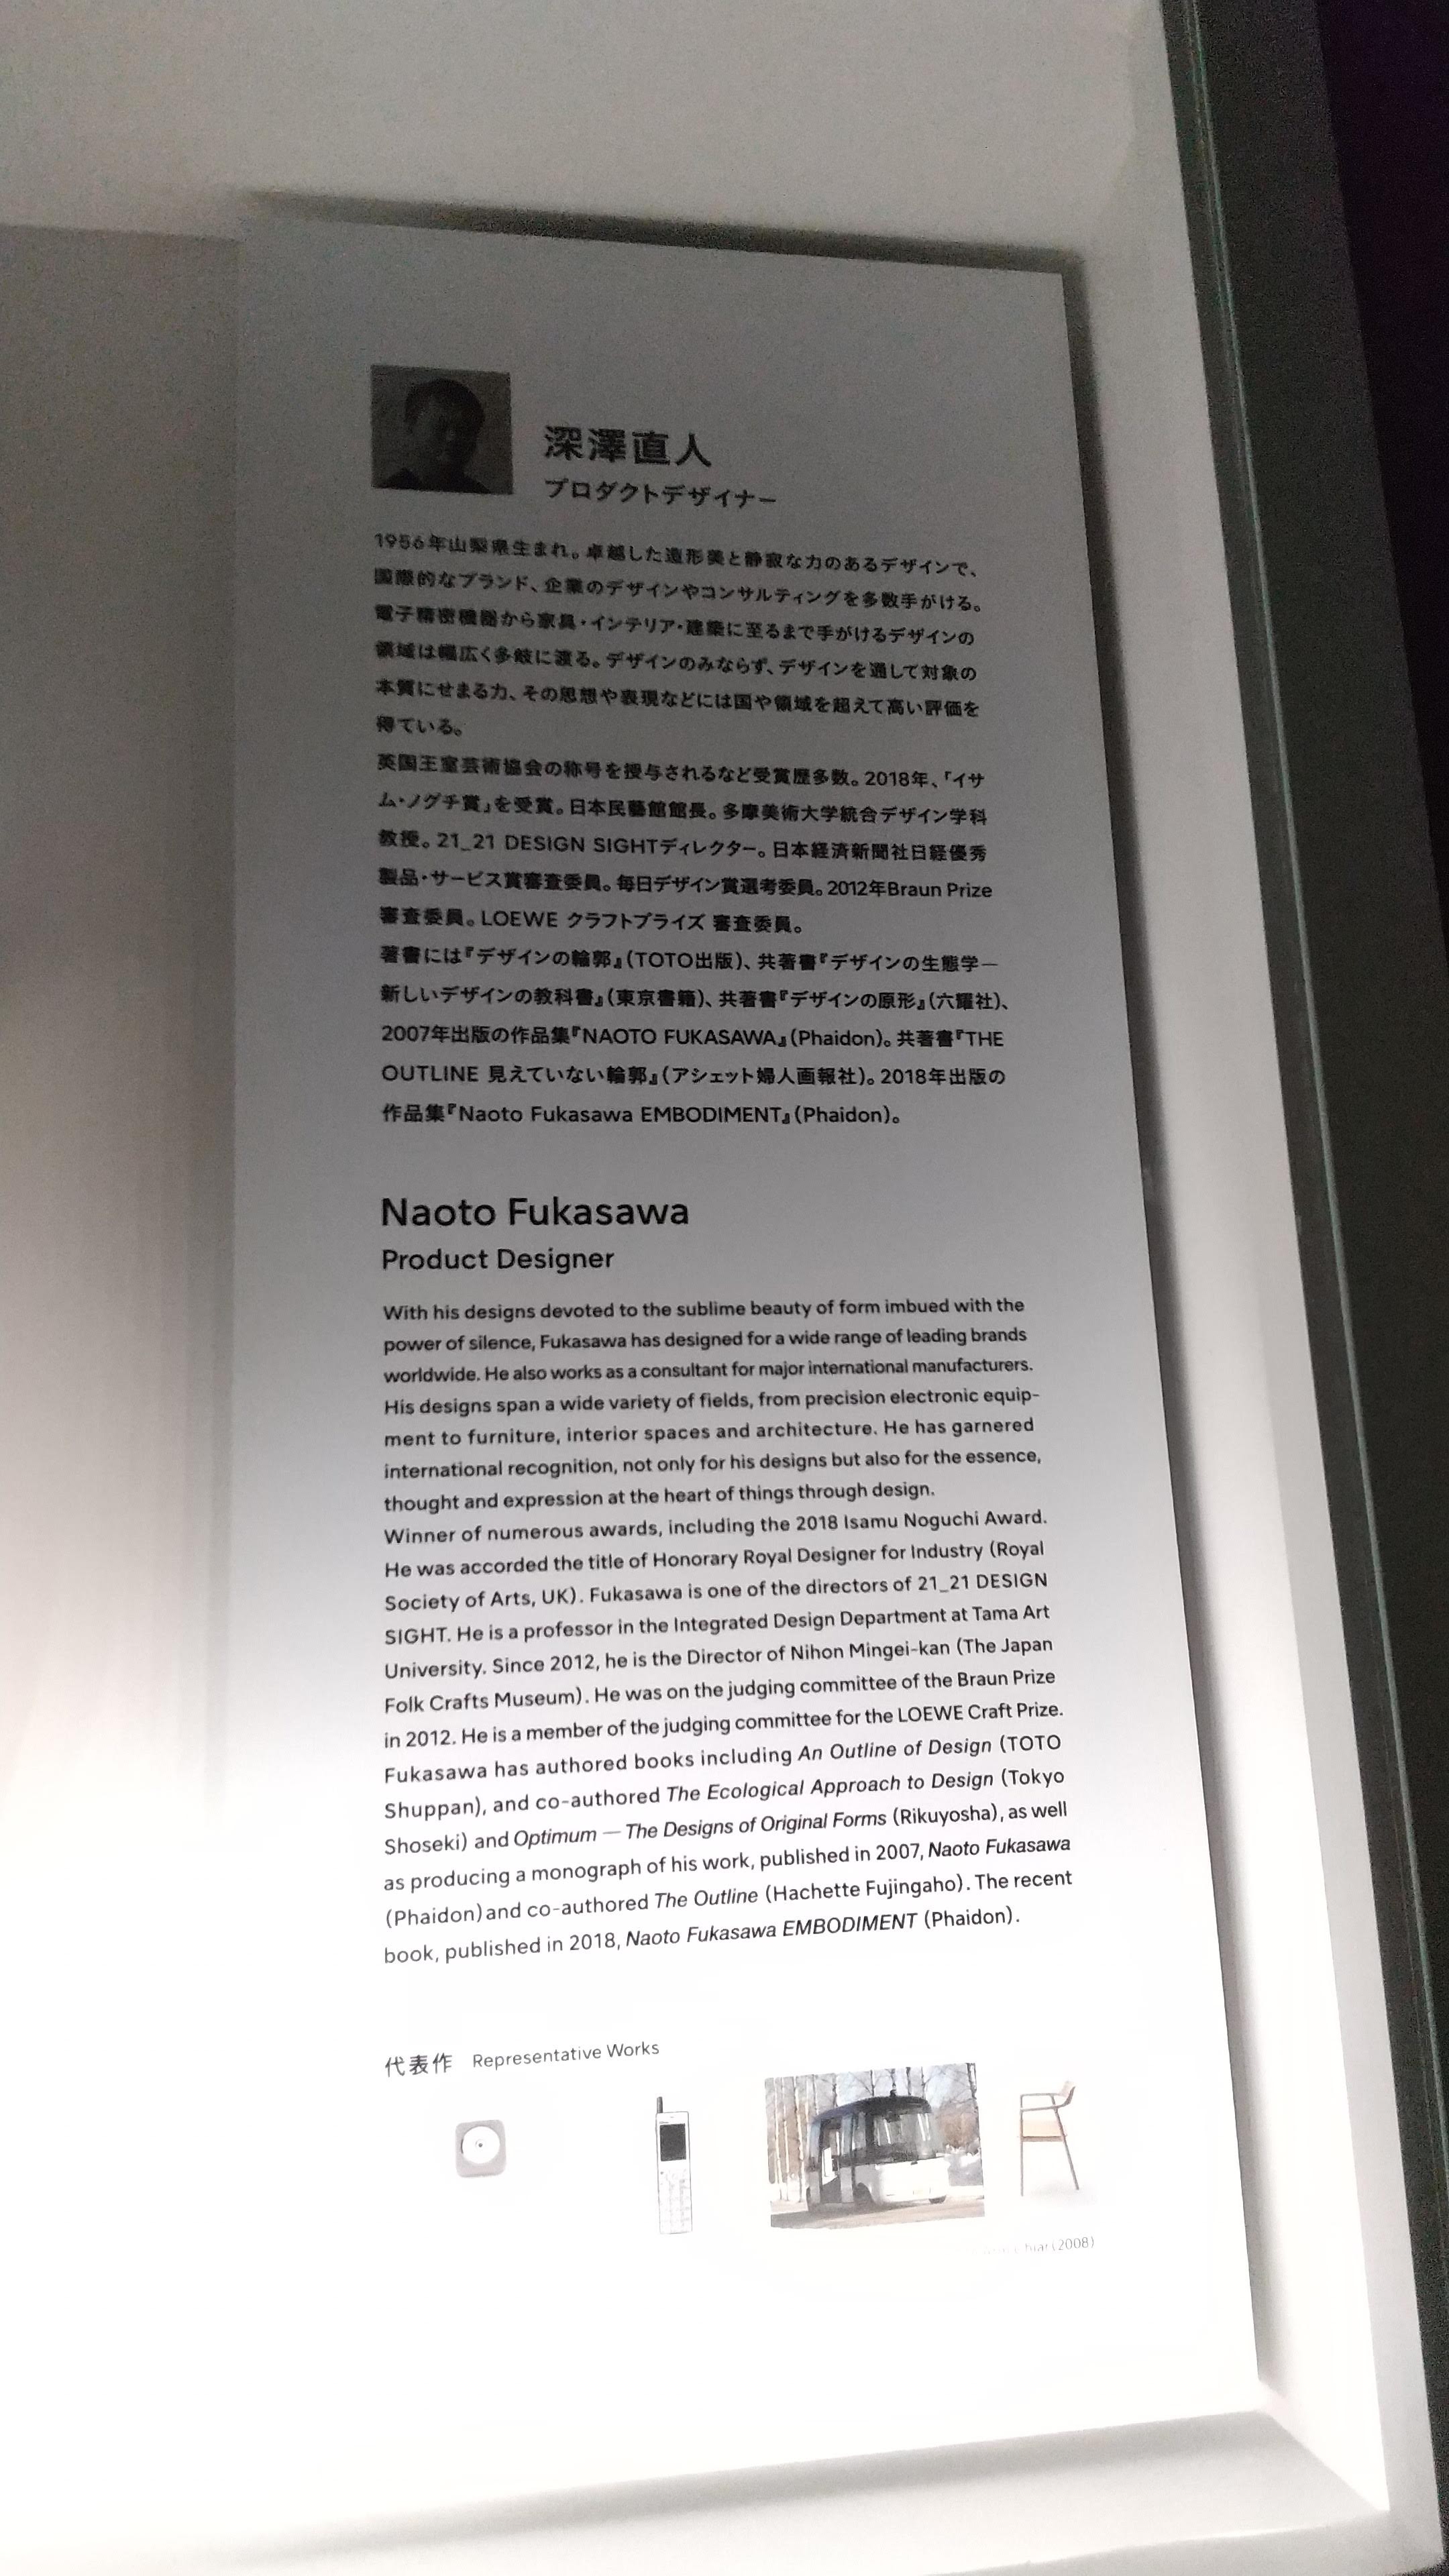 深澤直人
プロダクトデザイナー
1956年山梨県生まれ。卓越した造形美と静寂な力のあるデザインで、
国際的なブランド、企業のデザインやコンサルティングを多数手がける。
電子精密機器から家具・インテリア・建築に至るまで手がけるデザインの
領域は幅広く多岐に渡る。デザインのみならず、デザインを通して対象の
本質にせまる力、その思想や表現などには国や領域を超えて高い評価を
得ている。
英国王室芸術協会の称号を授与されるなど受賞歴多数。2018年、「イサ
ム・ノグチ賞」を受賞。日本民藝館館長。多摩美術大学統合デザイン学科
教授。21_21 DESIGN SIGHTディレクター。日本経済新聞社日経優秀
製品・サービス賞審査委員。毎日デザイン賞選考委員。2012年Braun Prize
審査委員。LOEWE クラフトプライズ 審査委員。
著書には『デザインの輪郭』(TOTO出版)、共著書『デザインの生態学―
新しいデザインの教科書』(東京書籍)、共著書『デザインの原形』(六耀社)、
2007年出版の作品集『NAOTO FUKASAWA』(Phaidon)。共著書『THE
OUTLINE 見えていない輪郭』(アシェット婦人画報社)。2018年出版の
作品集『Naoto Fukasawa EMBODIMENT』(Phaidon)。
Naoto Fukasawa
Product Designer
With his designs devoted to the sublime beauty of form imbued with the
power of silence, Fukasawa has designed for a wide range of leading brands
worldwide. He also works as a consultant for major international manufacturers.
His designs span a wide variety of fields, from precision electronic equip-
ment to furniture, interior spaces and architecture. He has garnered
international recognition, not only for his designs but also for the essence,
thought and expression at the heart of things through design.
Winner of numerous awards, including the 2018 Isamu Noguchi Award.
He was accorded the title of Honorary Royal Designer for Industry (Royal
Society of Arts, UK). Fukasawa is one of the directors of 21_21 DESIGN
SIGHT. He is a professor in the Integrated Design Department at Tama Art
University. Since 2012, he is the Director of Nihon Mingei-kan (The Japan
Folk Crafts Museum). He was on the judging committee of the Braun Prize
in 2012. He is a member of the judging committee for the LOEWE Craft Prize.
Fukasawa has authored books including An Outline of Design (TOTO
Shuppan), and co-authored The Ecological Approach to Design (Tokyo
Shoseki) and Optimum — The Designs of Original Forms (Rikuyosha), as well
as producing a monograph of his work, published in 2007, Naoto Fukasawa
(Phaidon) and co-authored The Outline (Hachette Fujingaho). The recent
book, published in 2018, Naoto Fukasawa EMBODIMENT (Phaidon).
代表作 Representative Works
(2008)